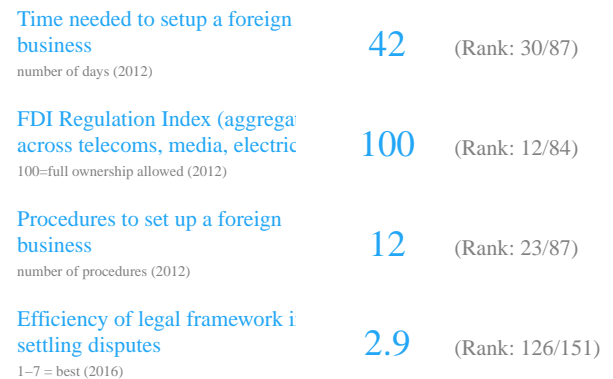 Time needed to setup a foreign
business
number of days (2012)
42
(Rank: 30/87)
FDI Regulation Index
across telecoms, media,
100=full ownership allowed (2012)
100
(Rank: 12/84)
Procedures to set up a foreign
business
number of procedures (2012)
12
(Rank: 23/87)
Efficiency of legal framework
settling disputes
1–7 = best (2016)
2.9
(Rank: 126/151)